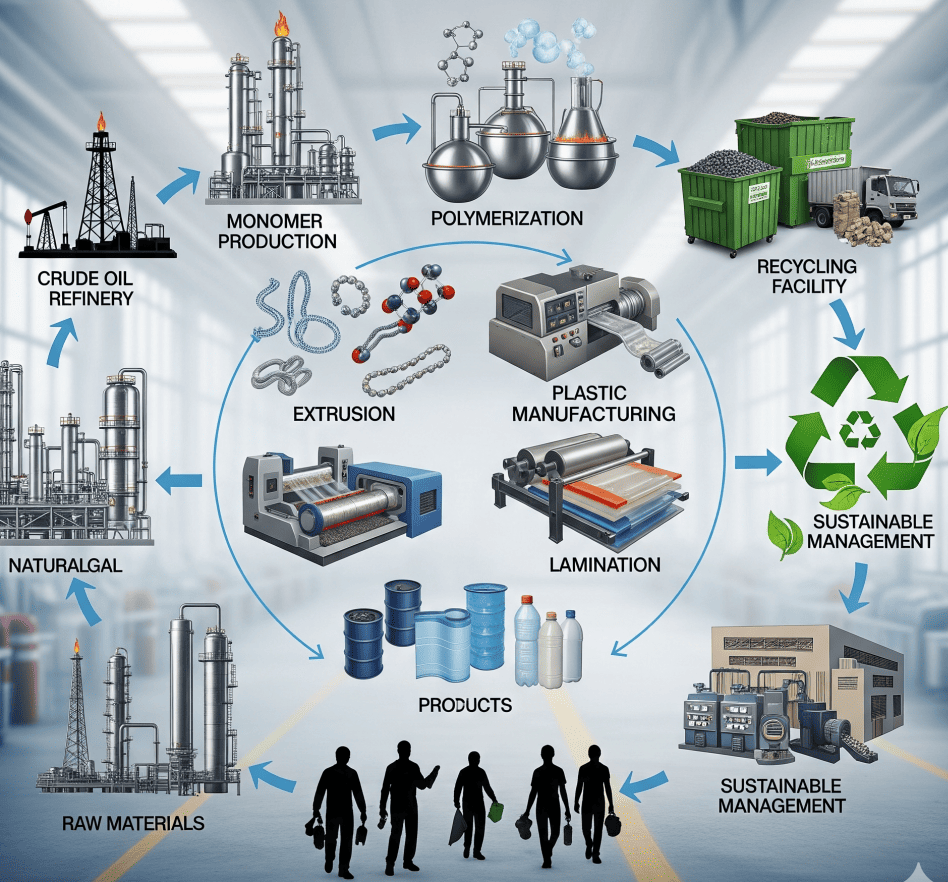 MONOMER
PRODUCTION
POLYMERIZATION
CRUDE OIL
REFINERY
RECYCLING
FACILITY
EXTRUSION
PLASTIC
MANUFACTURING
NATURALGAL
LAMINATION
SUSTAINABLE
MANAGEMENT
PRODUCTS
RAW MATERIALS
SUSTAINABLE
MANAGEMENT